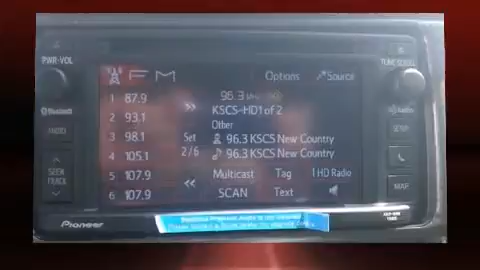 PWR•VOL
TUNE•SCROLL
FM
Options
Source
1 87.9
96.3
2 93.1
KSCS-HD1 of 2
Other
3 98.1
Set
96.3 KSCS New Country
4 105.1
2/6
96.3 KSCS New Country
5 107.9
Multicast
Tag
HD Radio
6 107.9
SCAN
Text
Bluetooth
AUDIO
SEEK
TRACK
SETUP
MAP
Pioneer